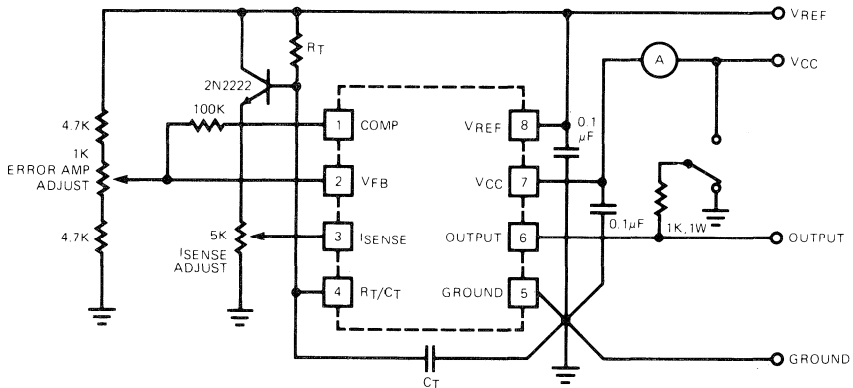 VREF
RT
A
VCC
2N2222
100K
4.7K
1K
ERROR AMP
ADJUST
4.7K
5K
ISENSE
ADJUST
1 COMP
2 VFB
3 ISENSE
4 RT/CT
VREF 8
VCC 7
OUTPUT 6
GROUND 5
0.1
µF
0.1µF
1K, 1W
OUTPUT
GROUND
CT